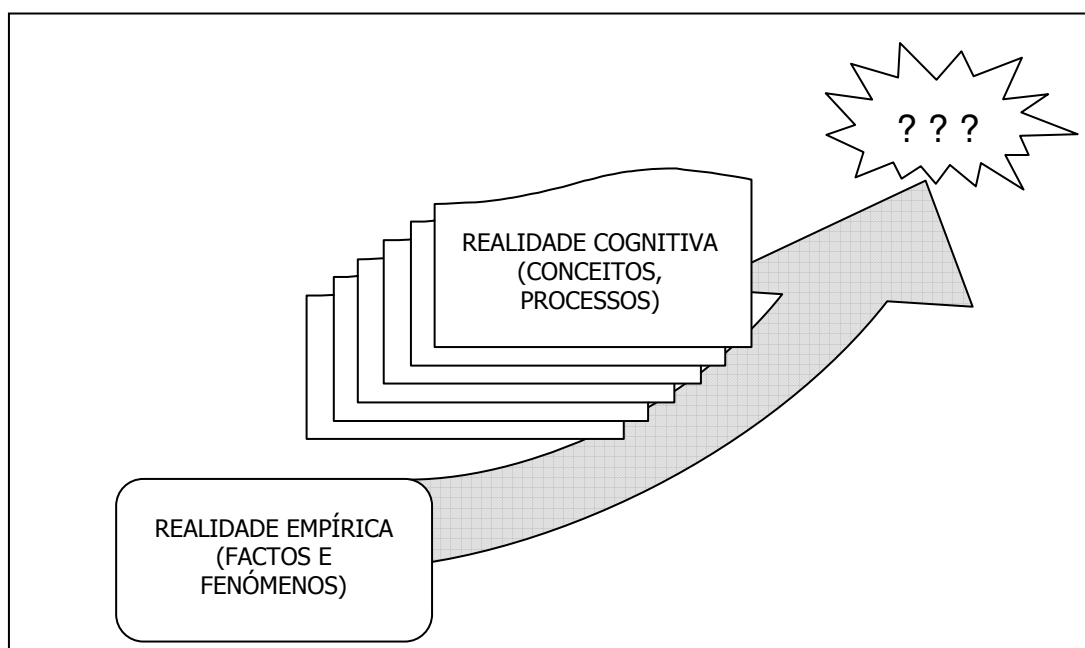 ? ? ?
REALIDADE COGNITIVA
(CONCEITOS,
PROCESSOS)
REALIDADE EMPÍRICA
(FACTOS E
FENÓMENOS)